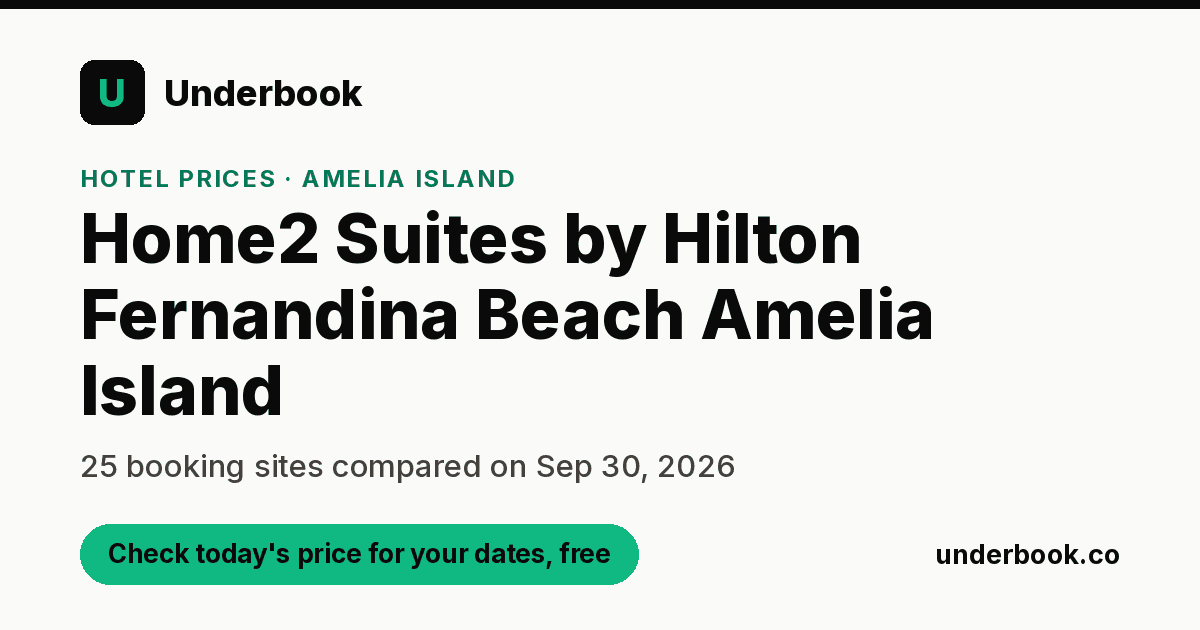 U
Underbook
HOTEL PRICES · AMELIA ISLAND
Home2 Suites by Hilton
Fernandina Beach Amelia
Island
25 booking sites compared on Sep 30, 2026
Check today's price for your dates, free
underbook.co